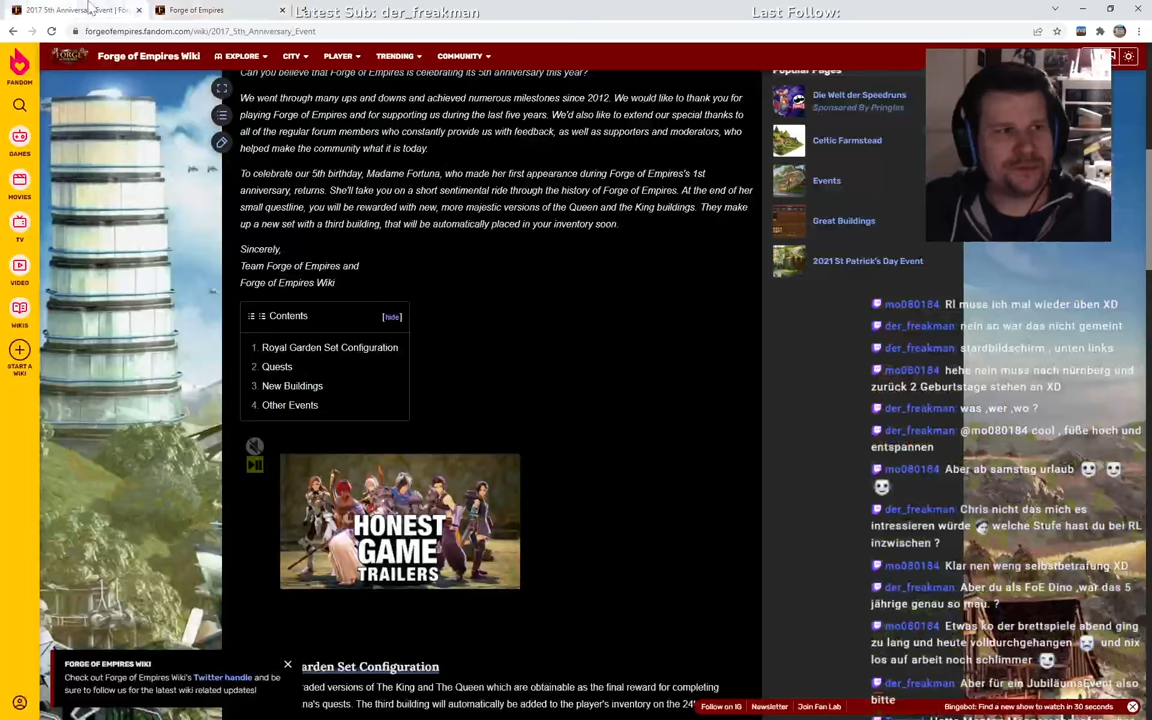 2017 5th Anniversary Event | For
Forge of Empires
Latest Sub: der_freakman
Last Follow:
forgeofempires.fandom.com/wiki/2017_5th_Anniversary_Event
FORGE
Forge of Empires Wiki
EXPLORE
CITY
PLAYER
TRENDING
COMMUNITY
FANDOM
GAMES
MOVIES
TV
VIDEO
WIKIS
START A
WIKI
Can you believe that Forge of Empires is celebrating its 5th anniversary this year?
We went through many ups and downs and achieved numerous milestones since 2012. We would like to thank you for
playing Forge of Empires and for supporting us during the last five years. We'd also like to extend our special thanks to
all of the regular forum members who constantly provide us with feedback, as well as supporters and moderators, who
helped make the community what it is today.
To celebrate our 5th birthday, Madame Fortuna, who made her first appearance during Forge of Empires's 1st
anniversary, returns. She'll take you on a short sentimental ride through the history of Forge of Empires. At the end of her
small questline, you will be rewarded with new, more majestic versions of the Queen and the King buildings. They make
up a new set with a third building, that will be automatically placed in your inventory soon.
Sincerely,
Team Forge of Empires and
Forge of Empires Wiki
Contents
[hide]
1. Royal Garden Set Configuration
2. Quests
3. New Buildings
4. Other Events
HONEST
GAME
TRAILERS
arden Set Configuration
raded versions of The King and The Queen which are obtainable as the final reward for completing
na's quests. The third building will automatically be added to the player's inventory on the 24
FORGE OF EMPIRES WIKI
Check out Forge of Empires Wiki's Twitter handle and be
sure to follow us for the latest wiki related updates!
Popular Pages
Die Welt der Speedruns
Sponsored By Pringles
Celtic Farmstead
Events
Great Buildings
2021 St Patrick's Day Event
mo080184 Rl muss ich mal wieder üben XD
der_freakman nein so war das nicht gemeint
der_freakman stardbildschirm , unten links
mo080184 hehe nein muss nach nürnberg und
zurück 2 Geburtstage stehen an XD
der_freakman was ,wer ,wo ?
der_freakman @mo080184 cool , füße hoch und
entspannen
mo080184 Aber ab samstag urlaub
der_freakman Chris nicht das mich es
intressieren würde welche Stufe hast du bei RL
inzwischen ?
mo080184 Klar nen weng selbstbetrafung XD
der_freakman Aber du als FoE Dino ,war das 5
jährige genau so mau. ?
mo080184 Etwas ko der brettspiele abend ging
zu lang und heute volldurchgehangen und nix
los auf arbeit noch schlimmer
der_freakman Aber für ein JubiläumsEvent also
bitte
Follow on IG
Newsletter
Join Fan Lab
Bingebot: Find a new show to watch in 30 seconds